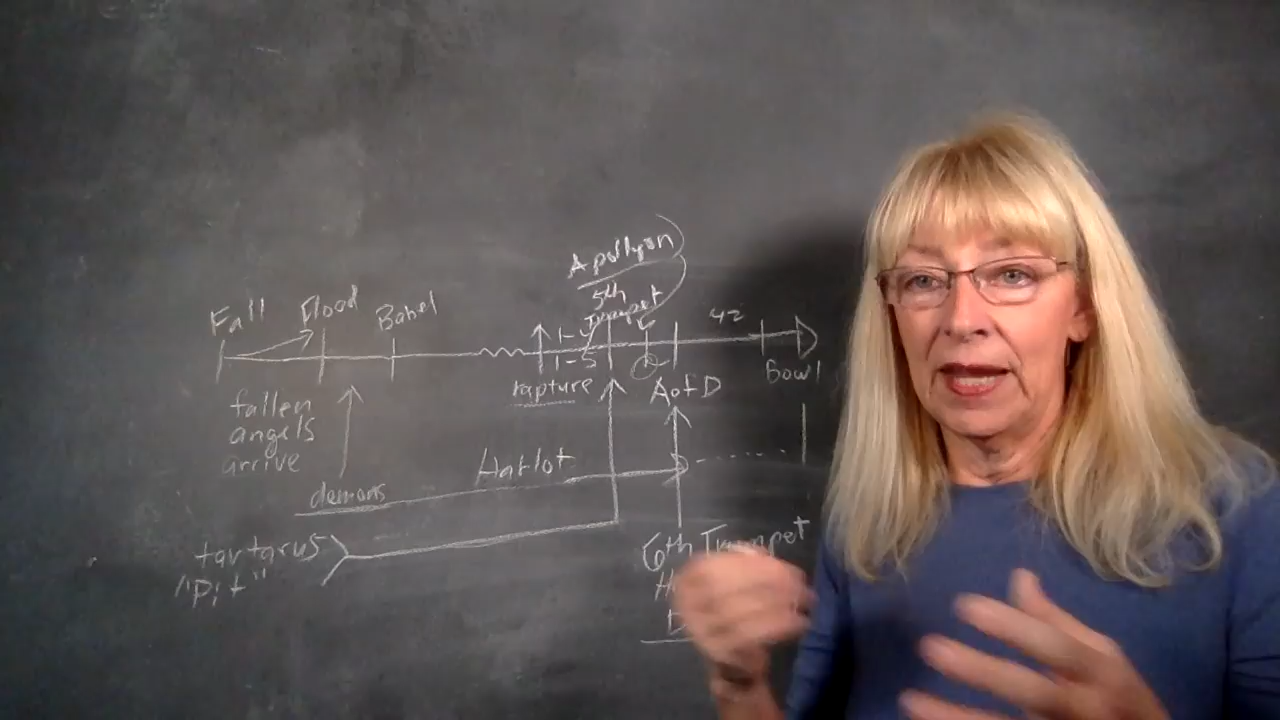 Apollyon
5th
Trumpet
Fall
Flood
Babel
42
1-5
rapture
AofD
Bowl
fallen
angels
arrive
Harlot
demons
tartarus
"Pit"
6th Trumpet